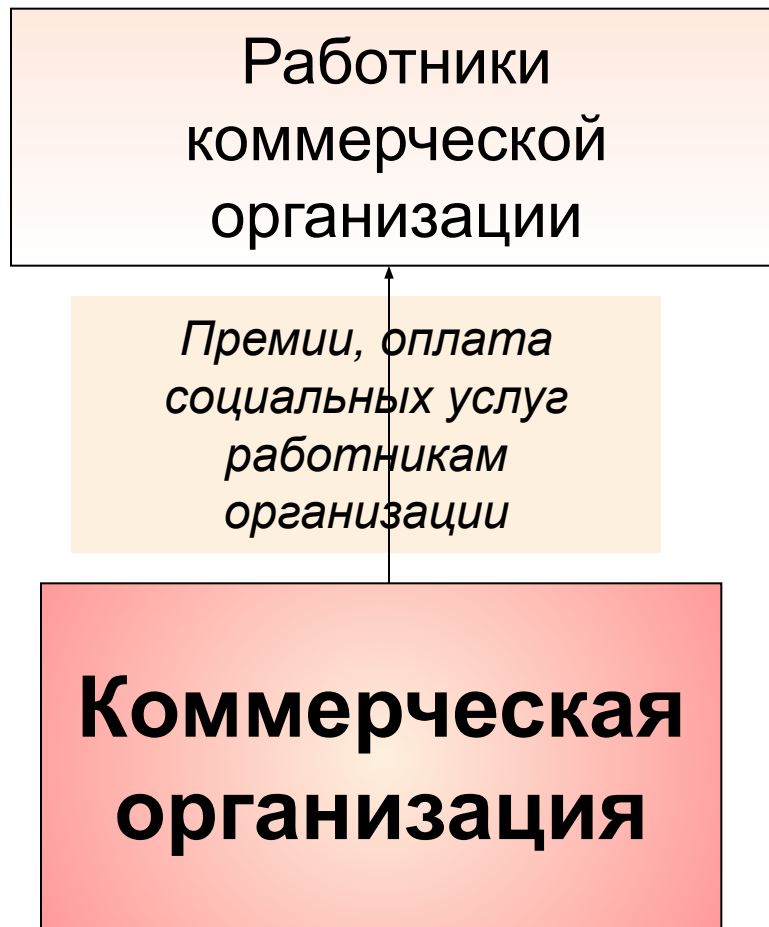 Работники
коммерческой
организации
Премии, оплата
социальных услуг
работникам
организации
Коммерческая
организация